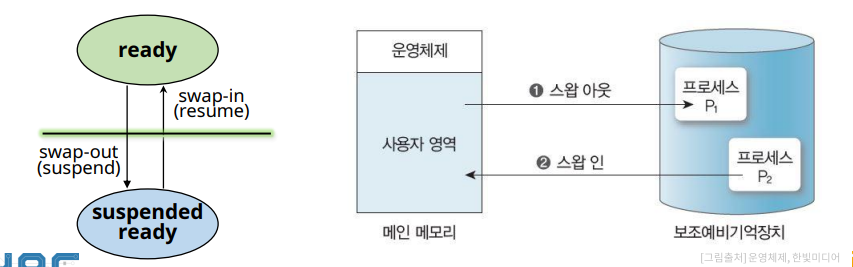 ready
swap-in
(resume)
swap-out
(suspend)
suspended
ready
운영체제
사용자 영역
메인 메모리
❶ 스왑 아웃
❷ 스왑 인
프로세스
P₁
프로세스
P₂
보조예비기억장치
[그림출처] 운영체제, 한빛미디어